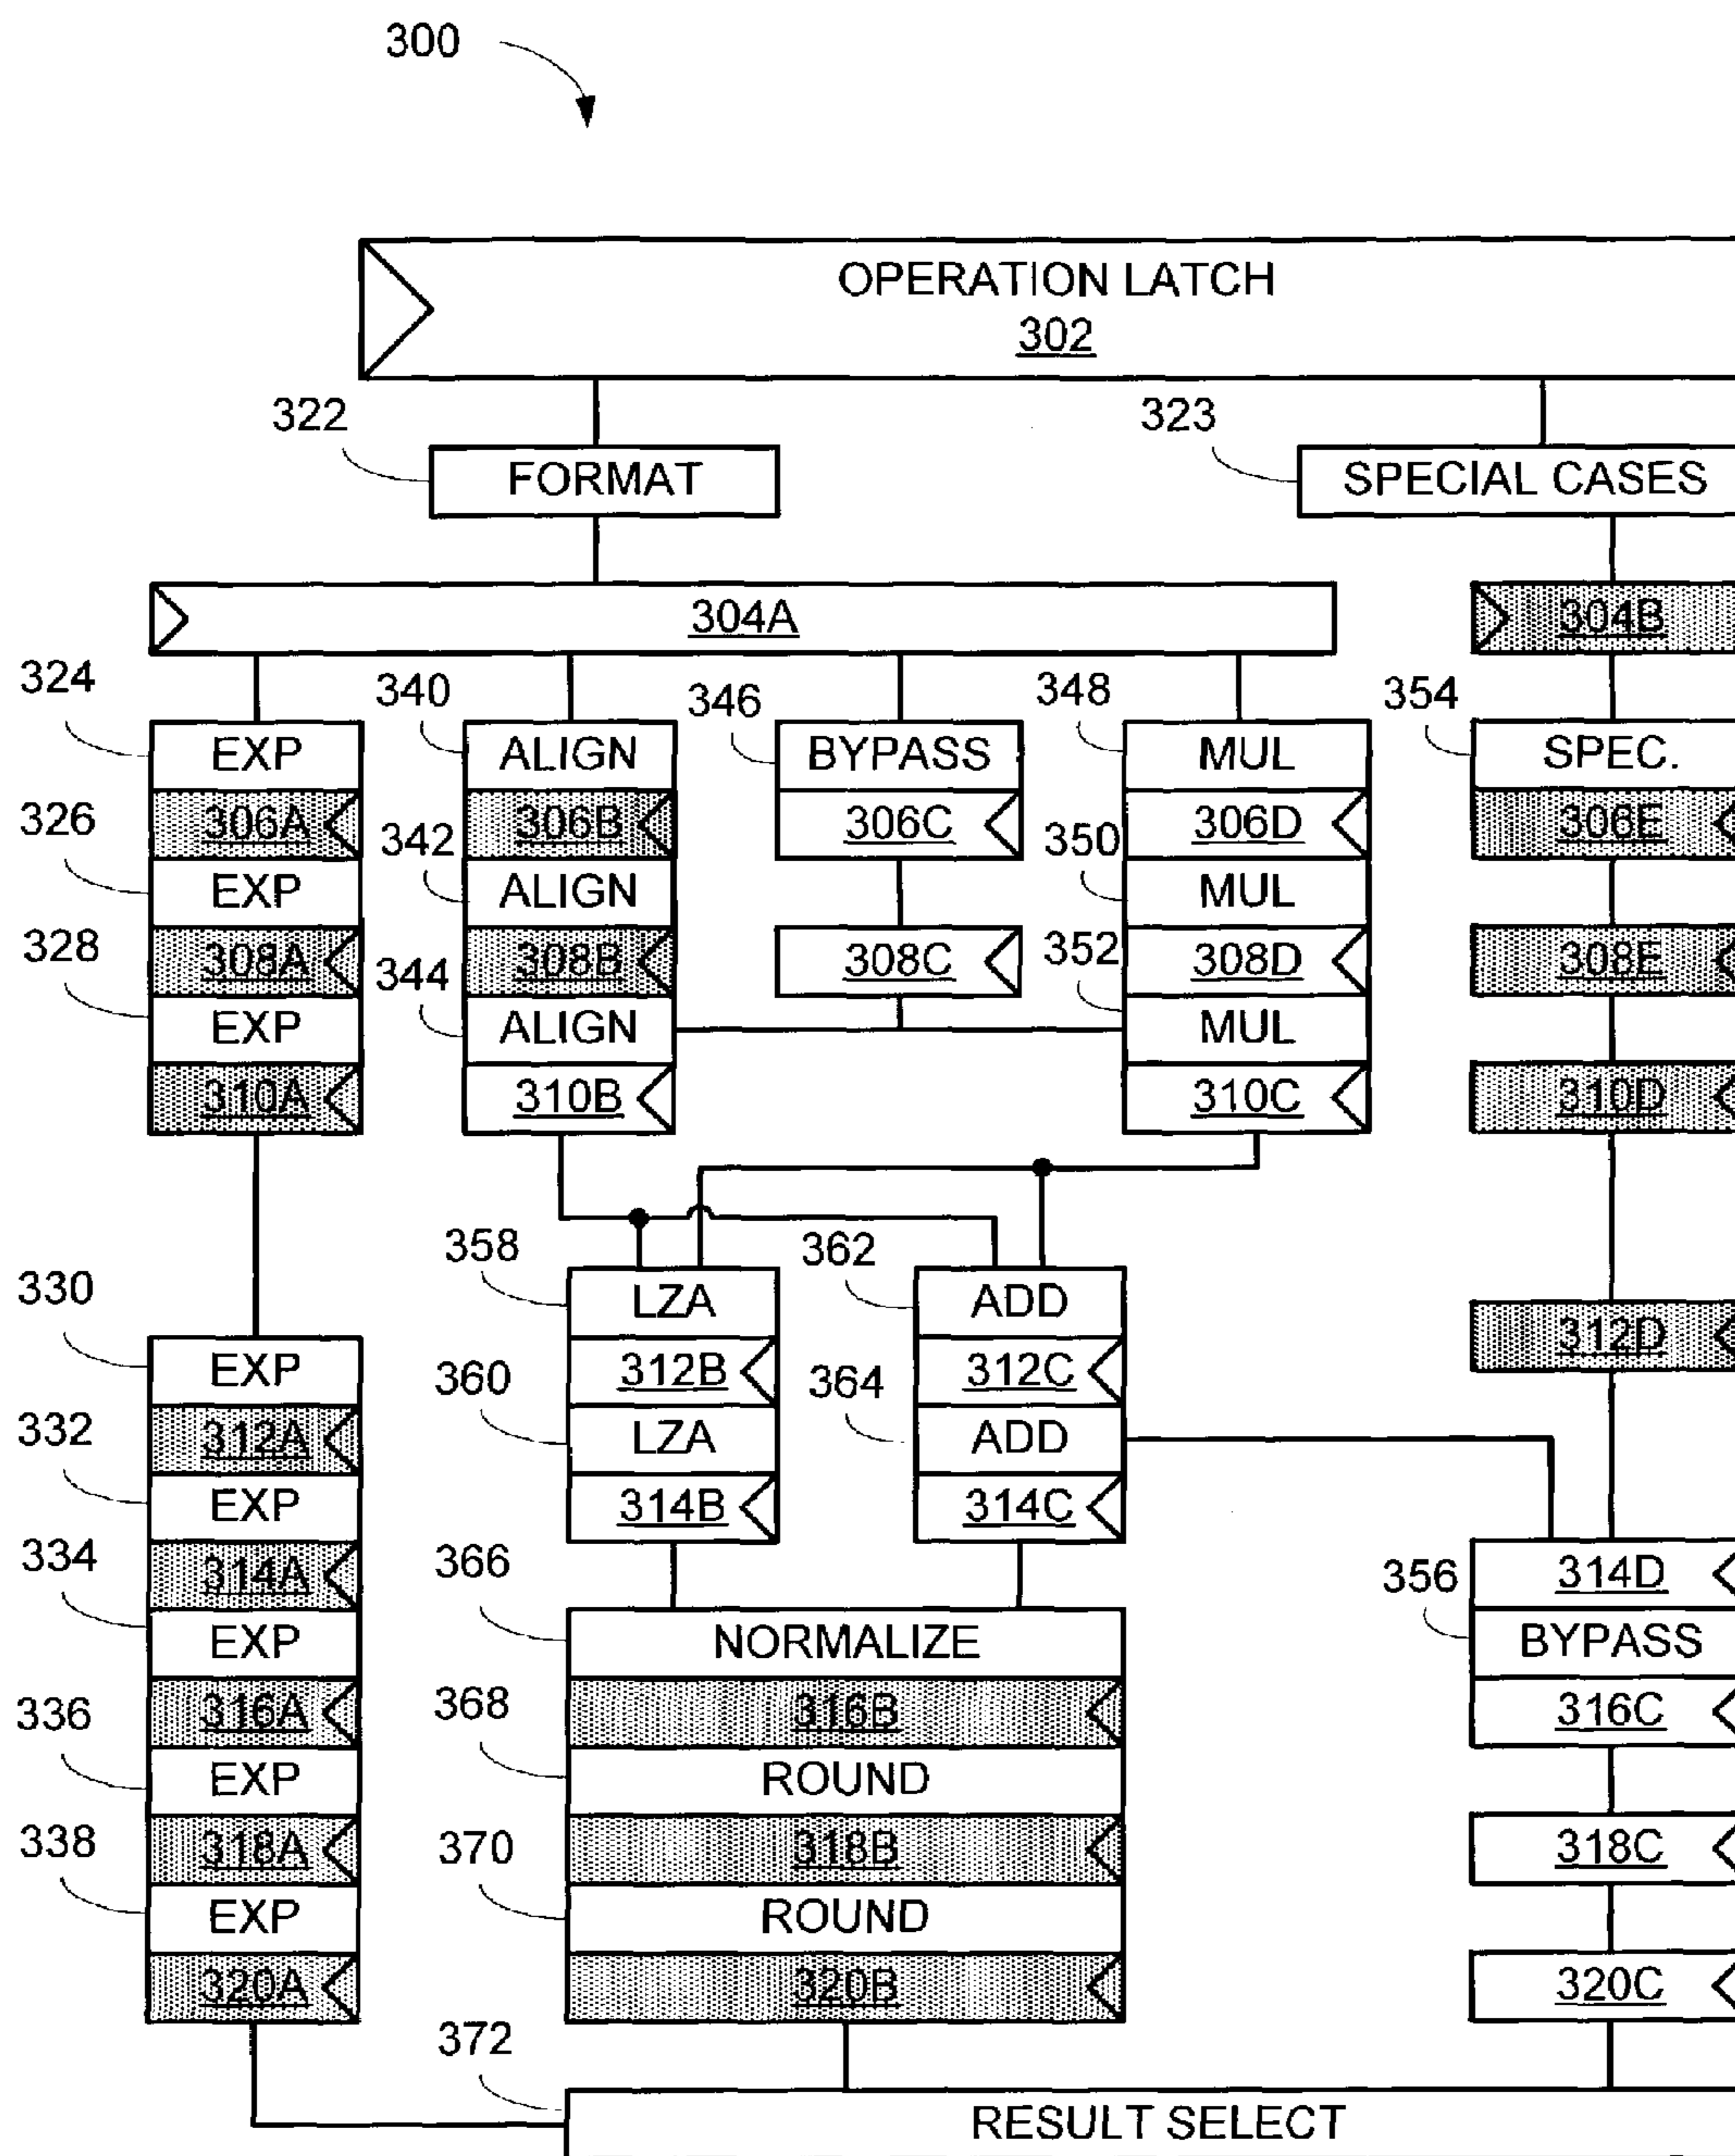 300
OPERATION LATCH
302
322
323
FORMAT
SPECIAL CASES
304A
304B
324
340
346
348
354
EXP
ALIGN
BYPASS
MUL
SPEC.
326
306A
342
306B
306C
350
306D
306E
EXP
ALIGN
MUL
328
308A
344
308B
308C
352
308D
308E
EXP
ALIGN
MUL
310A
310B
310C
310D
358
362
330
LZA
ADD
312D
EXP
360
312B
364
312C
332
312A
LZA
ADD
EXP
314B
314C
334
314A
366
356
314D
EXP
NORMALIZE
BYPASS
336
316A
368
316B
316C
EXP
ROUND
338
318A
370
318B
318C
EXP
ROUND
320A
320B
320C
372
RESULT SELECT